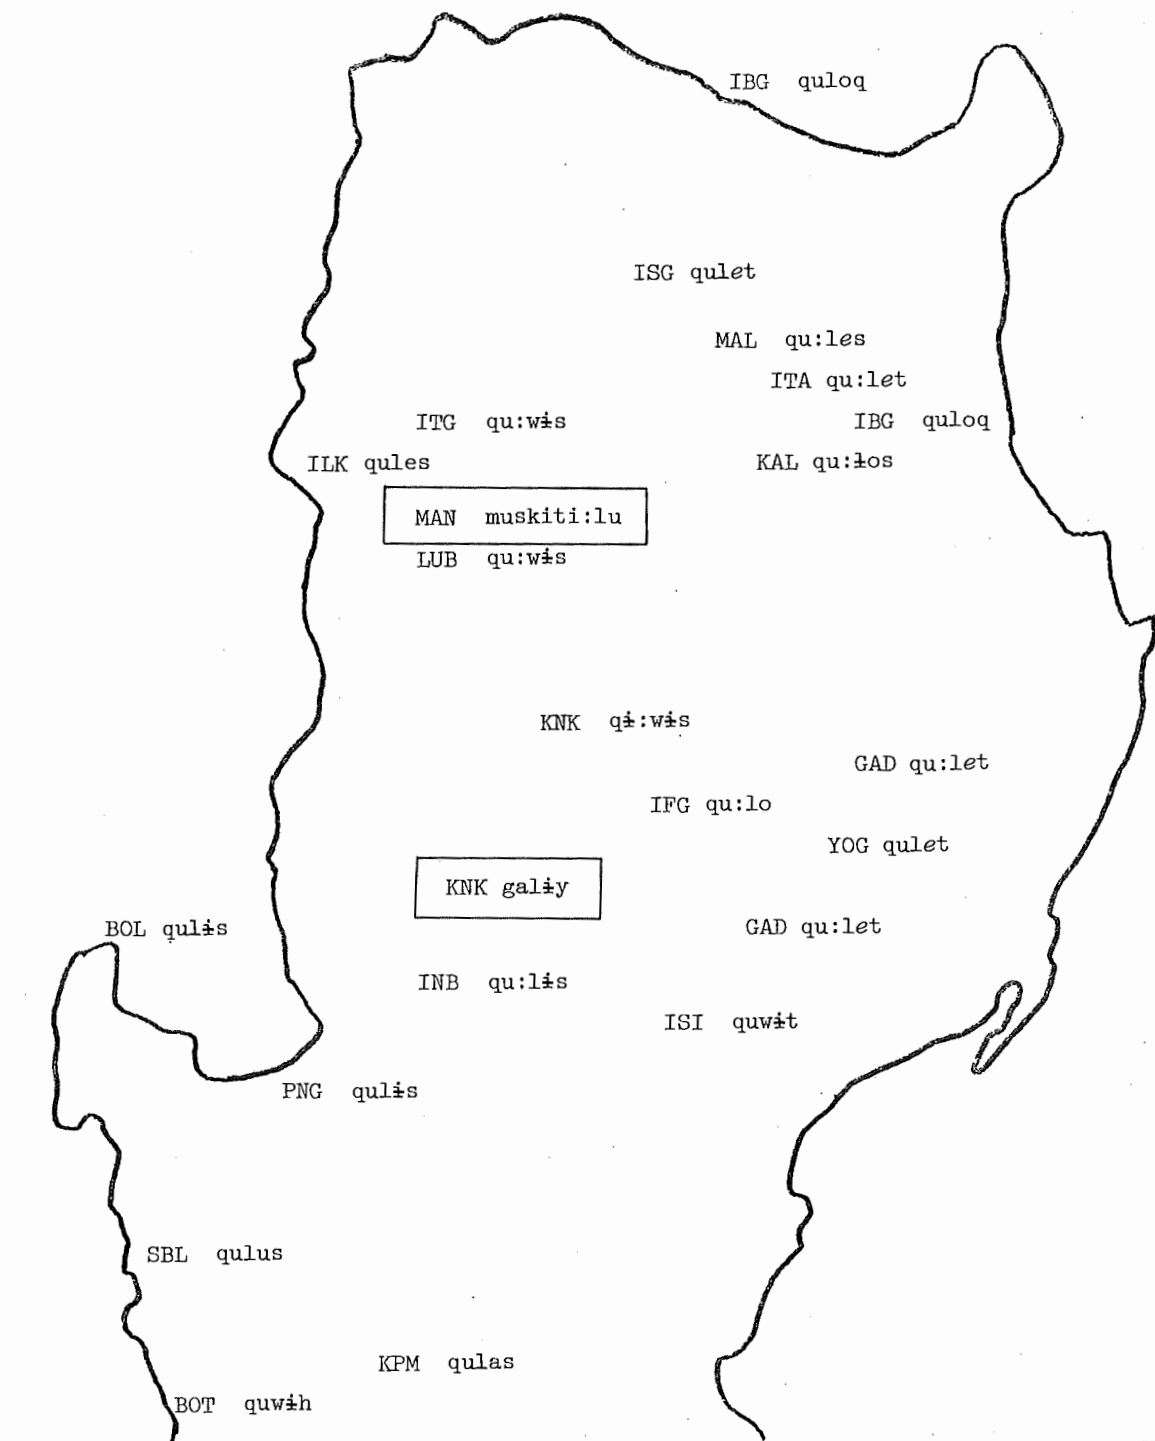 IBG quloq
ISG qulet
MAL qu:les
ITA qu:let
ITG qu:wɨs
IBG quloq
ILK qules
KAL qu:ɫos
MAN muskiti:lu
LUB qu:wɨs
KNK qɨ:wɨs
GAD qu:let
IFG qu:lo
YOG qulet
KNK galɨy
BOL qulɨs
GAD qu:let
INB qu:lɨs
ISI quwɨt
PNG qulɨs
SBL qulus
KPM qulas
BOT quwɨh